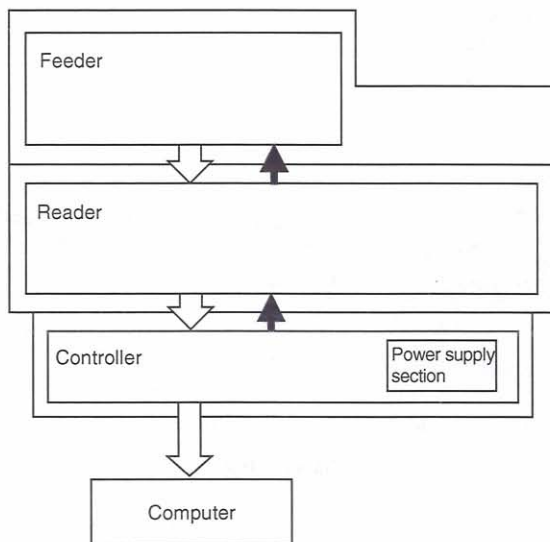 Feeder
Reader
Controller
Power supply
section
Computer